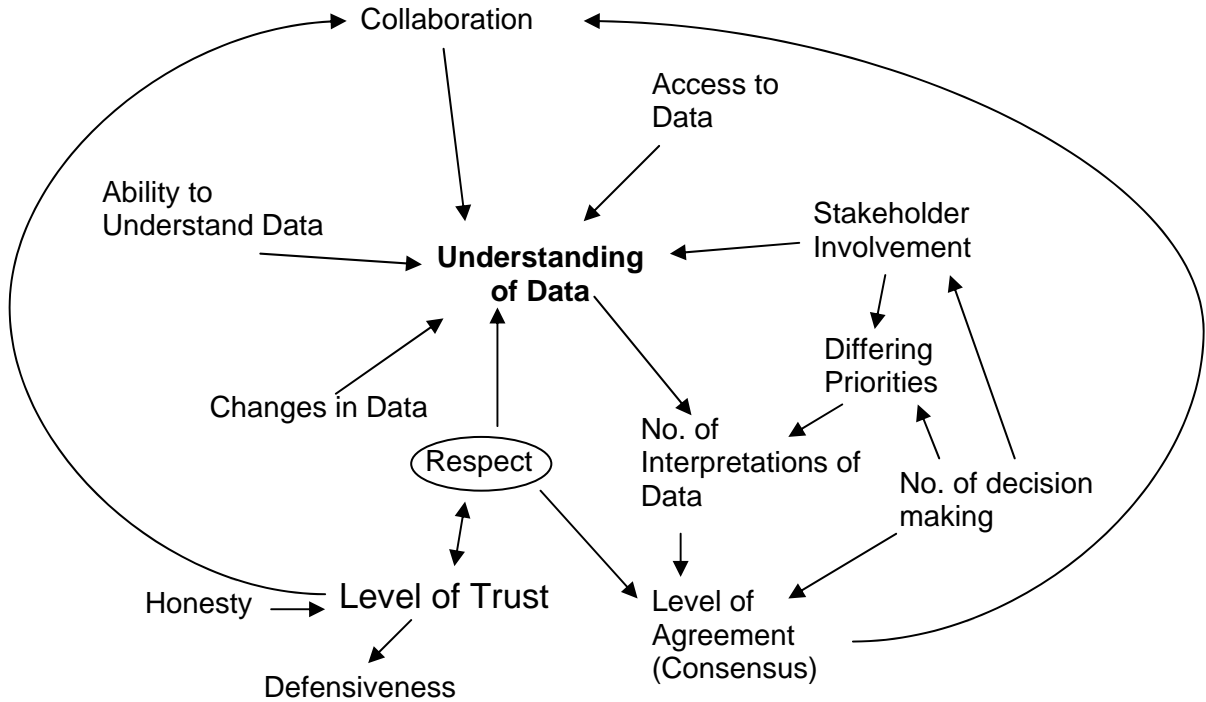 Collaboration
Access to
Data
Ability to
Understand Data
Stakeholder
Involvement
Understanding
of Data
Differing
Priorities
Changes in Data
No. of
Interpretations of
Data
Respect
No. of decision
making
Honesty
Level of Trust
Level of
Agreement
(Consensus)
Defensiveness